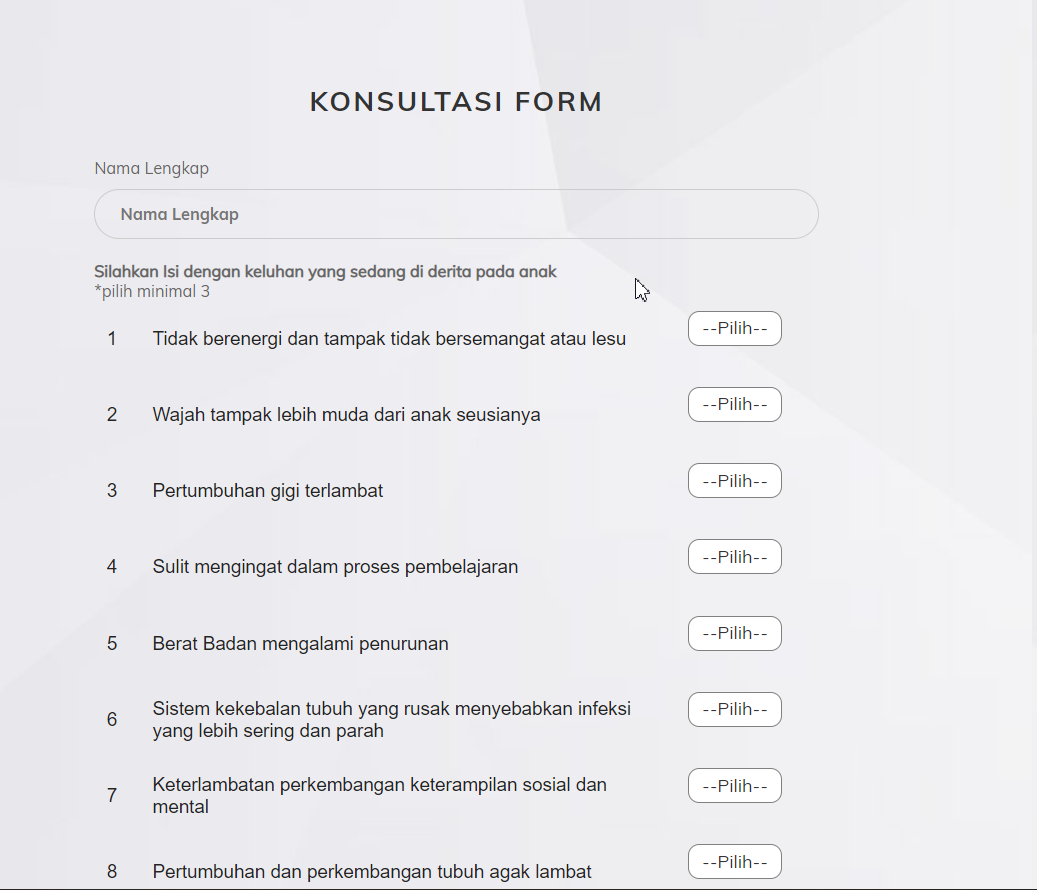 KONSULTASI FORM
Nama Lengkap
Nama Lengkap
Silahkan Isi dengan keluhan yang sedang di derita pada anak
*pilih minimal 3
1 Tidak berenergi dan tampak tidak bersemangat atau lesu --Pilih--
2 Wajah tampak lebih muda dari anak seusianya --Pilih--
3 Pertumbuhan gigi terlambat --Pilih--
4 Sulit mengingat dalam proses pembelajaran --Pilih--
5 Berat Badan mengalami penurunan --Pilih--
6 Sistem kekebalan tubuh yang rusak menyebabkan infeksi --Pilih--
yang lebih sering dan parah
7 Keterlambatan perkembangan keterampilan sosial dan --Pilih--
mental
8 Pertumbuhan dan perkembangan tubuh agak lambat --Pilih--